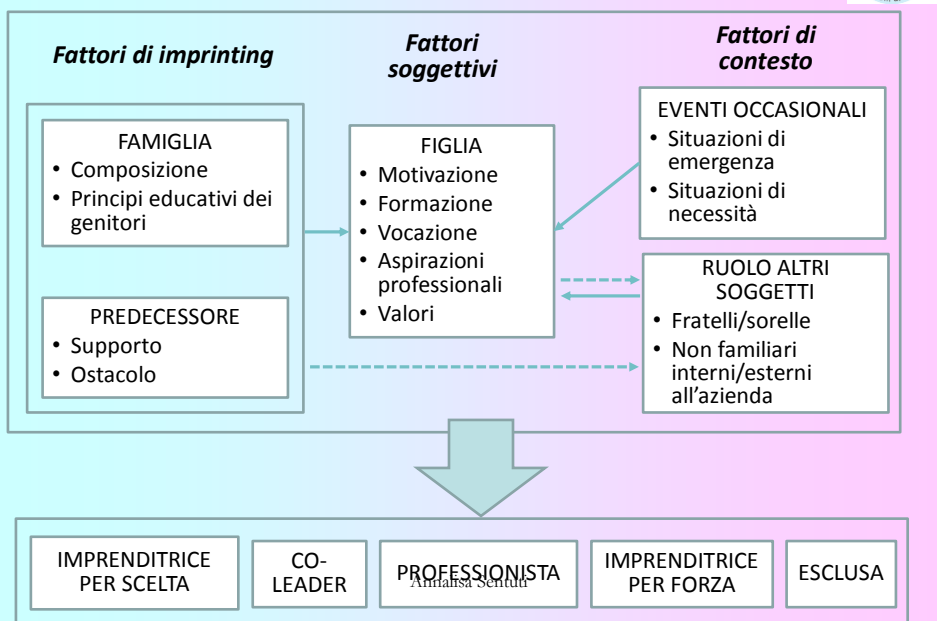 Fattori di imprinting
Fattori
soggettivi
Fattori di
contesto
FAMIGLIA
• Composizione
• Principi educativi dei
genitori
PREDECESSORE
• Supporto
• Ostacolo
FIGLIA
• Motivazione
• Formazione
• Vocazione
• Aspirazioni
professionali
• Valori
EVENTI OCCASIONALI
• Situazioni di
emergenza
• Situazioni di
necessità
RUOLO ALTRI
SOGGETTI
• Fratelli/sorelle
• Non familiari
interni/esterni
all'azienda
IMPRENDITRICE
PER SCELTA
CO-
LEADER
PROFESSIONISTA
Annalisa Sentuti
IMPRENDITRICE
PER FORZA
ESCLUSA